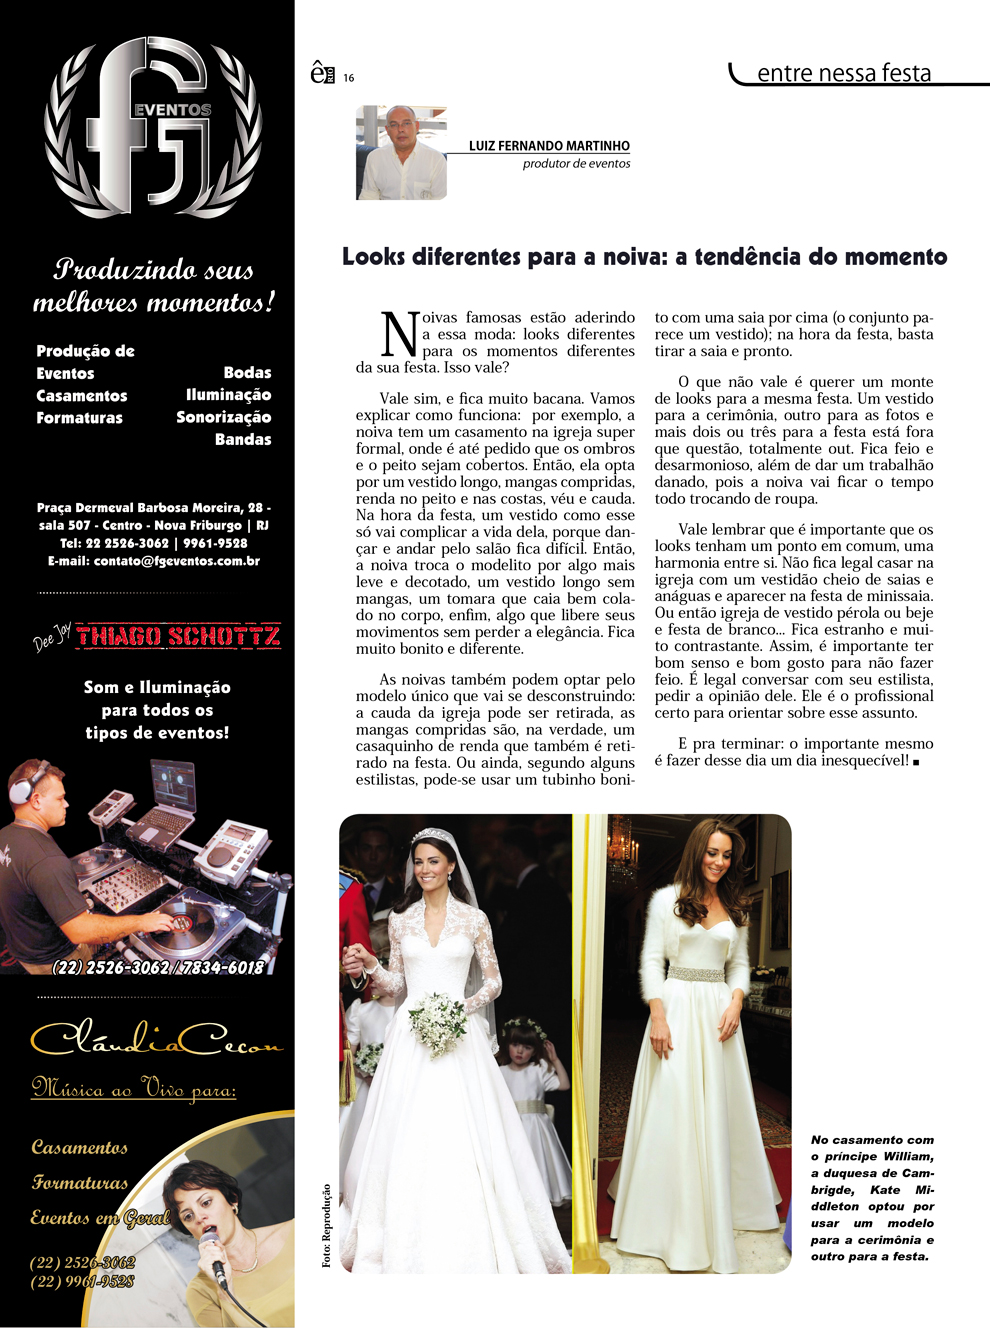 fG
EVENTOS
Produzindo seus
melhores momentos!
Produção de
Eventos
Casamentos
Formaturas
Bodas
Iluminação
Sonorização
Bandas
Praça Dermeval Barbosa Moreira, 28 -
sala 507 - Centro - Nova Friburgo | RJ
Tel: 22 2526-3062 | 9961-9528
E-mail: contato@fgeventos.com.br
Dee Jay THIAGO SCHOTTZ
Som e Iluminação
para todos os
tipos de eventos!
(22) 2526-3062 / 7834-6018
Cláudia Cecon
Música ao Vivo para:
Casamentos
Formaturas
Eventos em Geral
(22) 2526-3062
(22) 9961-9528
ê RIO 16
entre nessa festa
LUIZ FERNANDO MARTINHO
produtor de eventos
Looks diferentes para a noiva: a tendência do momento
Noivas famosas estão aderindo
a essa moda: looks diferentes
para os momentos diferentes
da sua festa. Isso vale?
Vale sim, e fica muito bacana. Vamos
explicar como funciona: por exemplo, a
noiva tem um casamento na igreja super
formal, onde é até pedido que os ombros
e o peito sejam cobertos. Então, ela opta
por um vestido longo, mangas compridas,
renda no peito e nas costas, véu e cauda.
Na hora da festa, um vestido como esse
só vai complicar a vida dela, porque dan-
çar e andar pelo salão fica difícil. Então,
a noiva troca o modelito por algo mais
leve e decotado, um vestido longo sem
mangas, um tomara que caia bem cola-
do no corpo, enfim, algo que libere seus
movimentos sem perder a elegância. Fica
muito bonito e diferente.
As noivas também podem optar pelo
modelo único que vai se desconstruindo:
a cauda da igreja pode ser retirada, as
mangas compridas são, na verdade, um
casaquinho de renda que também é reti-
rado na festa. Ou ainda, segundo alguns
estilistas, pode-se usar um tubinho boni-
to com uma saia por cima (o conjunto pa-
rece um vestido); na hora da festa, basta
tirar a saia e pronto.
O que não vale é querer um monte
de looks para a mesma festa. Um vestido
para a cerimônia, outro para as fotos e
mais dois ou três para a festa está fora
que questão, totalmente out. Fica feio e
desarmonioso, além de dar um trabalhão
danado, pois a noiva vai ficar o tempo
todo trocando de roupa.
Vale lembrar que é importante que os
looks tenham um ponto em comum, uma
harmonia entre si. Não fica legal casar na
igreja com um vestidão cheio de saias e
anáguas e aparecer na festa de minissaia.
Ou então igreja de vestido pérola ou beje
e festa de branco... Fica estranho e mui-
to contrastante. Assim, é importante ter
bom senso e bom gosto para não fazer
feio. É legal conversar com seu estilista,
pedir a opinião dele. Ele é o profissional
certo para orientar sobre esse assunto.
E pra terminar: o importante mesmo
é fazer desse dia um dia inesquecível!
Foto: Reprodução
No casamento com
o príncipe William,
a duquesa de Cam-
brigde, Kate Mi-
ddleton optou por
usar um modelo
para a cerimônia e
outro para a festa.